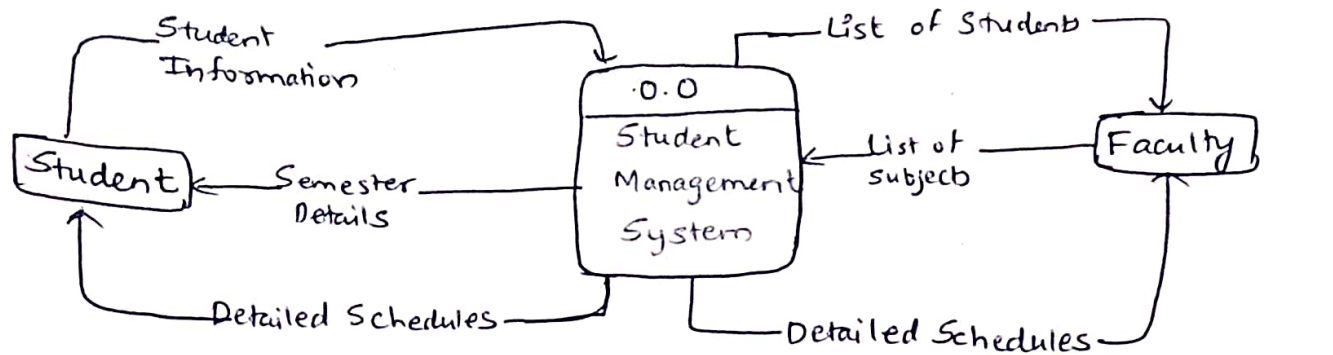 Student
Information
List of Students
.0.0
Student
Management
System
Student
Semester
Details
List of
subjects
Faculty
Detailed Schedules
Detailed Schedules